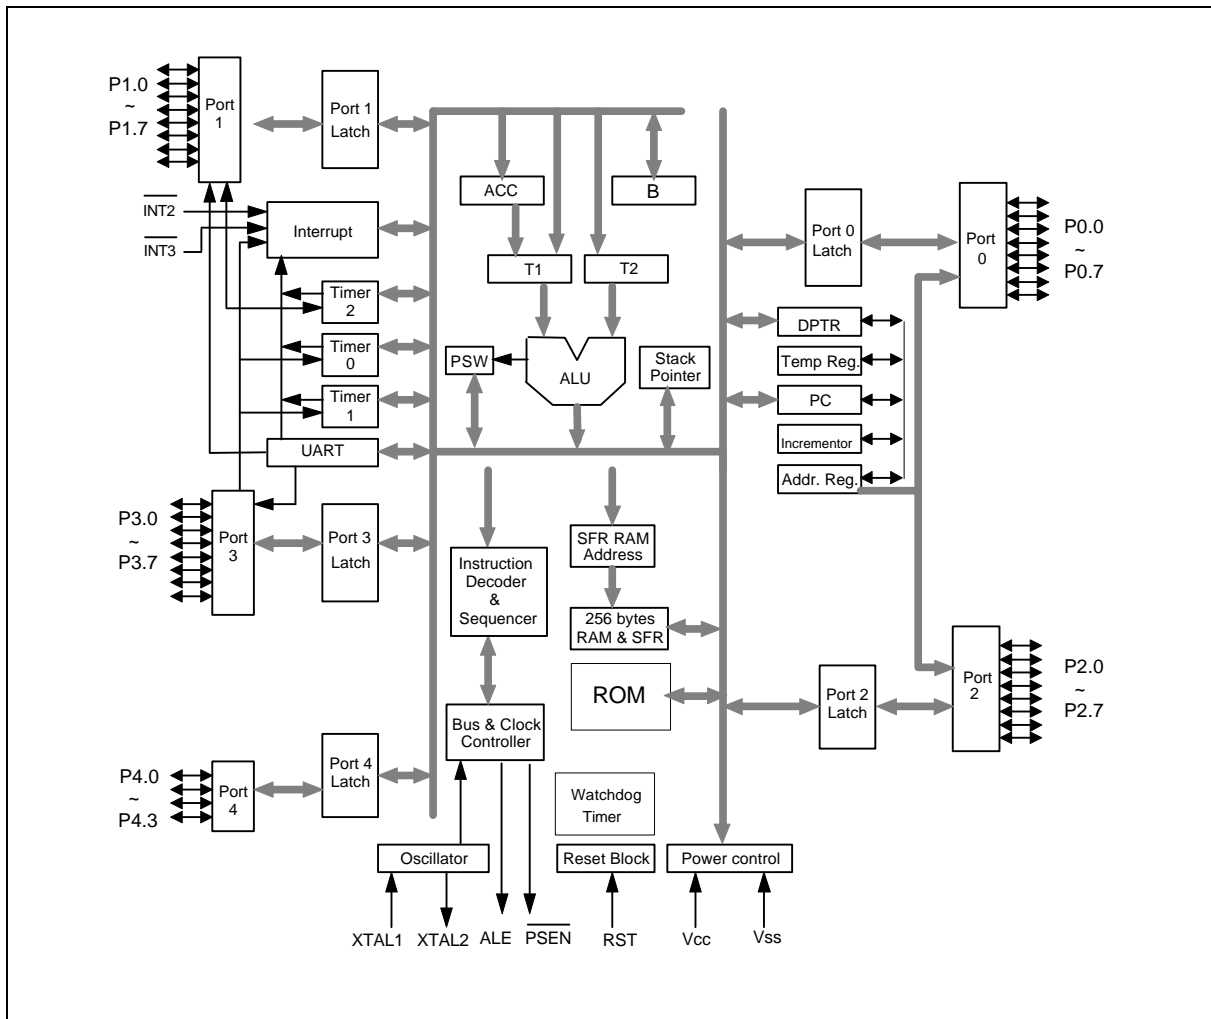 P1.0
~
P1.7
Port
1
Port 1
Latch
INT2
INT3
Interrupt
Timer
2
Timer
0
Timer
1
UART
P3.0
~
P3.7
Port
3
Port 3
Latch
P4.0
~
P4.3
Port
4
Port 4
Latch
ACC
B
T1
T2
PSW
ALU
Stack
Pointer
Instruction
Decoder
&
Sequencer
SFR RAM
Address
256 bytes
RAM & SFR
ROM
Bus & Clock
Controller
Watchdog
Timer
Oscillator
Reset Block
Power control
XTAL1
XTAL2
ALE
PSEN
RST
Vcc
Vss
Port 0
Latch
Port
0
P0.0
~
P0.7
DPTR
Temp Reg.
PC
Incrementor
Addr. Reg.
Port 2
Latch
Port
2
P2.0
~
P2.7